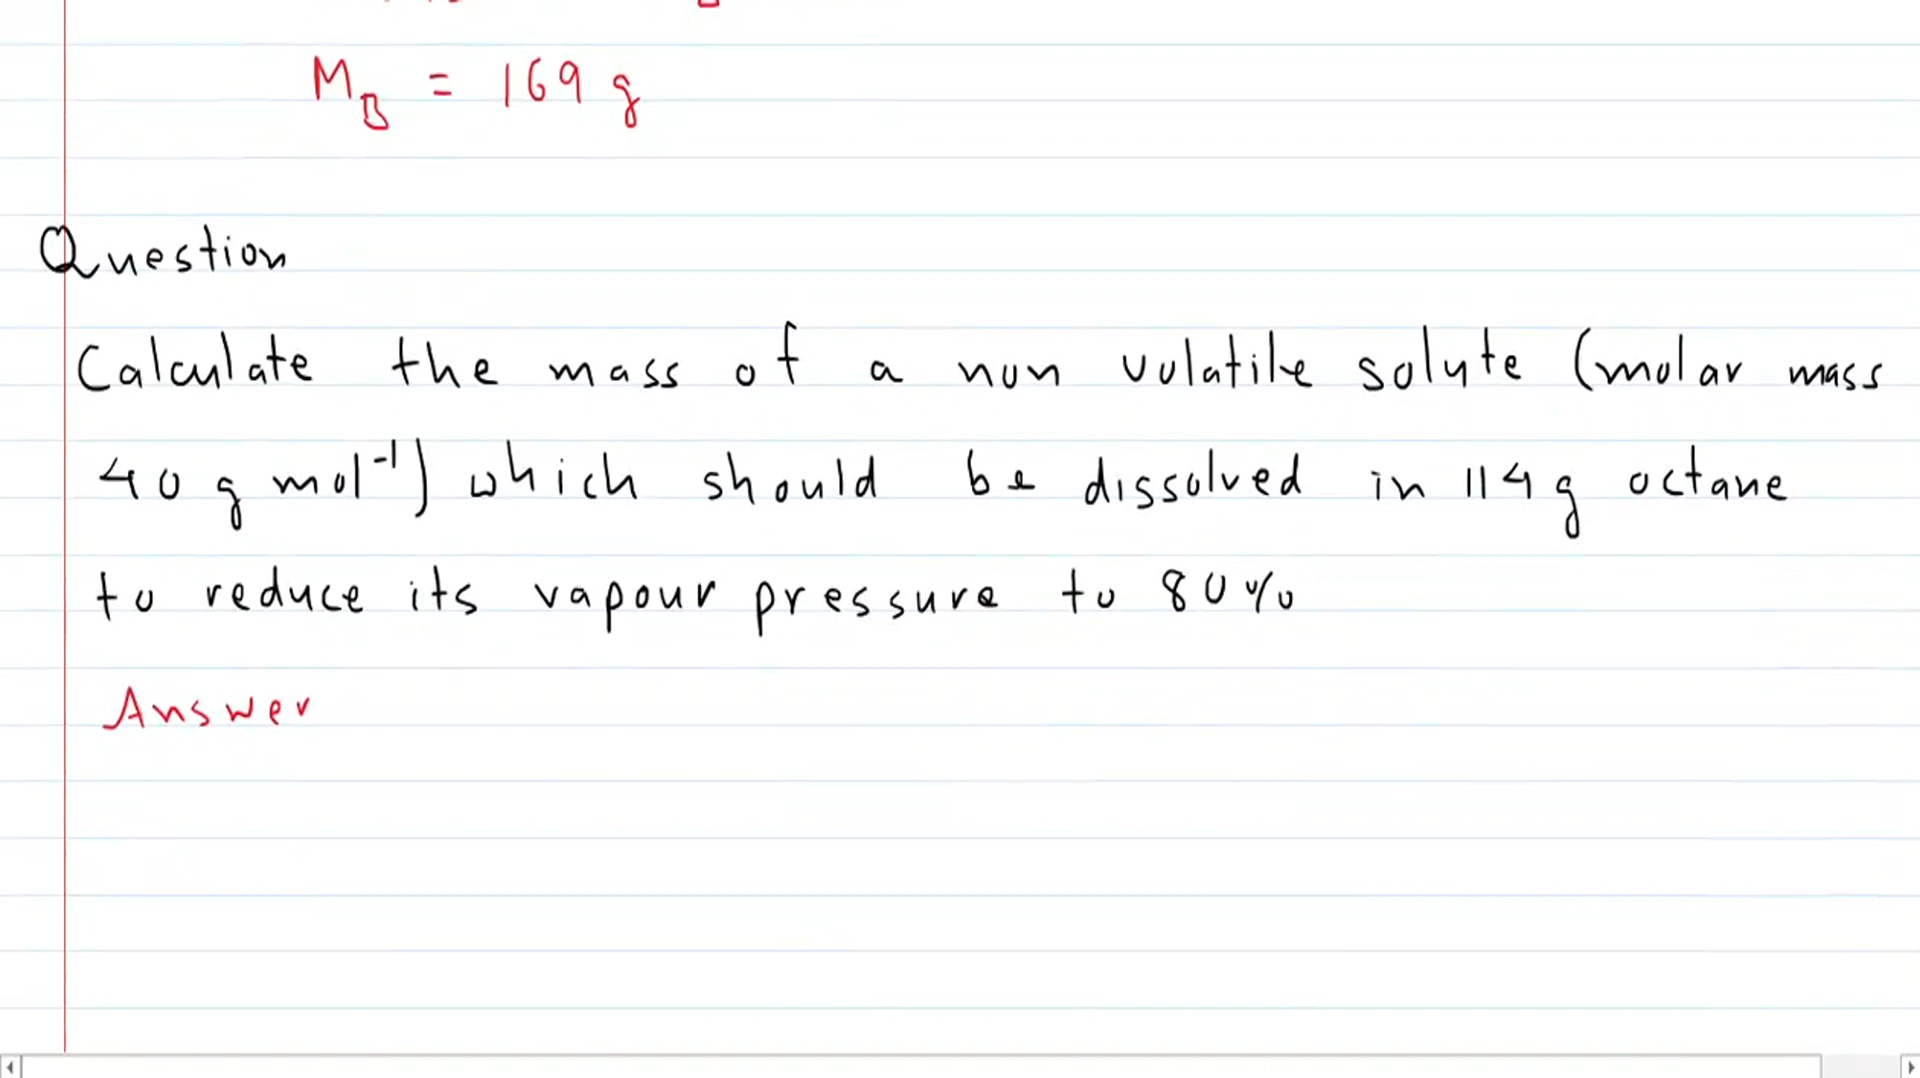 M_B = 169 g
Question
Calculate the mass of a non volatile solute (molar mass
40 g mol⁻¹) which should be dissolved in 114 g octane
to reduce its vapour pressure to 80%
Answer